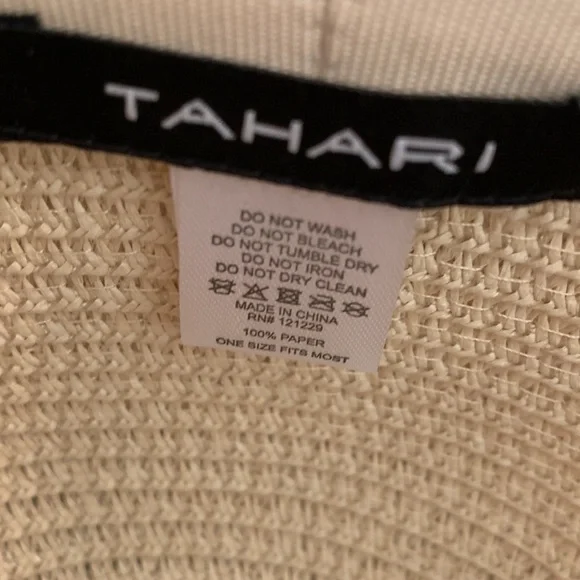 TAHARI
DO NOT WASH
DO NOT BLEACH
DO NOT TUMBLE DRY
DO NOT IRON
DO NOT DRY CLEAN
MADE IN CHINA
RN# 121229
100% PAPER
ONE SIZE FITS MOST